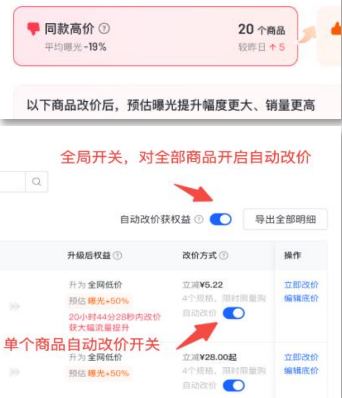 同款高价
20 个商品
平均曝光 -19%
较昨日 ↑ 5
以下商品改价后，预估曝光提升幅度更大、销量更高
全局开关，对全部商品开启自动改价
自动改价获权益
导出全部明细
升级后权益
改价方式
操作
升为 全网低价
立减¥5.22
立即改价
预估 曝光+50%
4个规格，限时限量购
编辑底价
20小时44分28秒内改价
自动改价
获大幅流量提升
单个商品自动改价开关
升为 全网低价
立减¥28.00起
立即改价
预估 曝光+50%
4个规格，限时限量购
编辑底价
自动改价